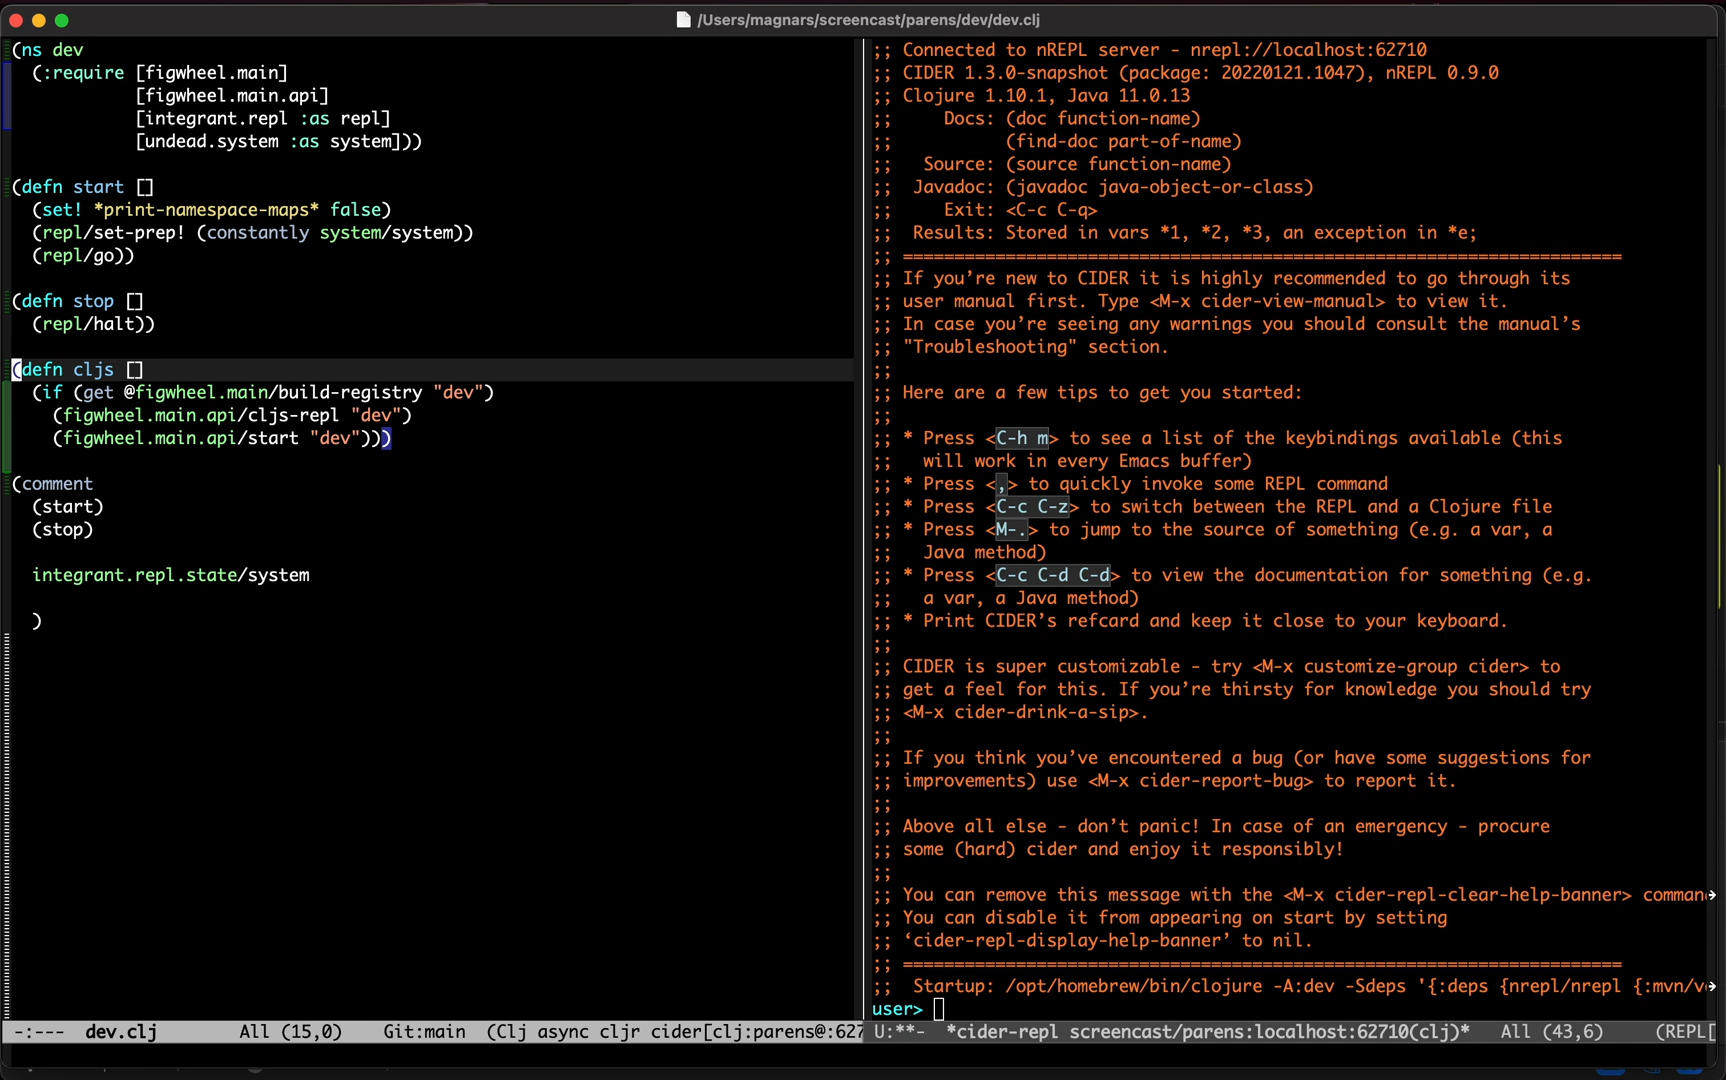 /Users/magnars/screencast/parens/dev/dev.clj
(ns dev
  (:require [figwheel.main]
            [figwheel.main.api]
            [integrant.repl :as repl]
            [undead.system :as system]))
(defn start []
  (set! *print-namespace-maps* false)
  (repl/set-prep! (constantly system/system))
  (repl/go))
(defn stop []
  (repl/halt))
(defn cljs []
  (if (get @figwheel.main/build-registry "dev")
    (figwheel.main.api/cljs-repl "dev")
    (figwheel.main.api/start "dev")))
(comment
  (start)
  (stop)
  integrant.repl.state/system
  )
-:---  dev.clj        All (15,0)    Git:main  (Clj async cljr cider[clj:parens@:627
;; Connected to nREPL server - nrepl://localhost:62710
;; CIDER 1.3.0-snapshot (package: 20220121.1047), nREPL 0.9.0
;; Clojure 1.10.1, Java 11.0.13
;;     Docs: (doc function-name)
;;           (find-doc part-of-name)
;;   Source: (source function-name)
;;  Javadoc: (javadoc java-object-or-class)
;;     Exit: <C-c C-q>
;;  Results: Stored in vars *1, *2, *3, an exception in *e;
;; ======================================================================
;; If you’re new to CIDER it is highly recommended to go through its
;; user manual first. Type <M-x cider-view-manual> to view it.
;; In case you’re seeing any warnings you should consult the manual’s
;; "Troubleshooting" section.
;;
;; Here are a few tips to get you started:
;;
;; * Press <C-h m> to see a list of the keybindings available (this
;;   will work in every Emacs buffer)
;; * Press <,> to quickly invoke some REPL command
;; * Press <C-c C-z> to switch between the REPL and a Clojure file
;; * Press <M-.> to jump to the source of something (e.g. a var, a
;;   Java method)
;; * Press <C-c C-d C-d> to view the documentation for something (e.g.
;;   a var, a Java method)
;; * Print CIDER’s refcard and keep it close to your keyboard.
;;
;; CIDER is super customizable - try <M-x customize-group cider> to
;; get a feel for this. If you’re thirsty for knowledge you should try
;; <M-x cider-drink-a-sip>.
;;
;; If you think you’ve encountered a bug (or have some suggestions for
;; improvements) use <M-x cider-report-bug> to report it.
;;
;; Above all else - don’t panic! In case of an emergency - procure
;; some (hard) cider and enjoy it responsibly!
;;
;; You can remove this message with the <M-x cider-repl-clear-help-banner> comman
;; You can disable it from appearing on start by setting
;; ‘cider-repl-display-help-banner’ to nil.
;; ======================================================================
;;  Startup: /opt/homebrew/bin/clojure -A:dev -Sdeps '{:deps {nrepl/nrepl {:mvn/v
user>
U:**-  *cider-repl screencast/parens:localhost:62710(clj)*   All (43,6)     (REPL[